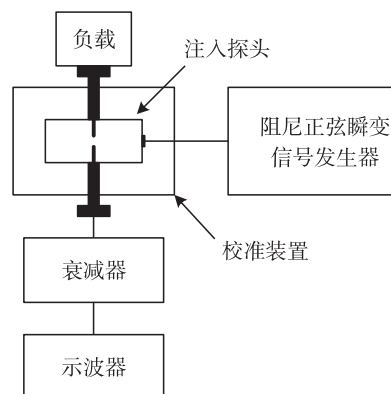 负载
注入探头
阻尼正弦瞬变
信号发生器
校准装置
衰减器
示波器